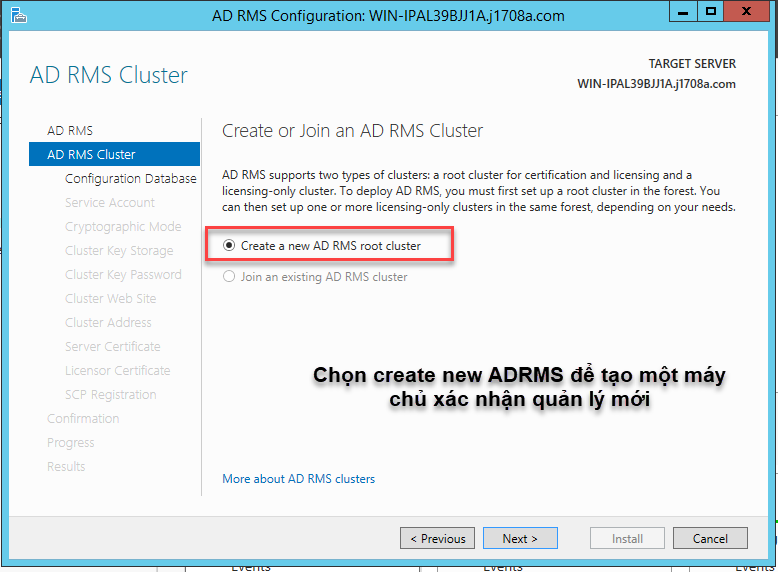 AD RMS Configuration: WIN-IPAL39BJJ1A.j1708a.com
AD RMS Cluster
TARGET SERVER
WIN-IPAL39BJJ1A.j1708a.com
AD RMS
AD RMS Cluster
Configuration Database
Service Account
Cryptographic Mode
Cluster Key Storage
Cluster Key Password
Cluster Web Site
Cluster Address
Server Certificate
Licensor Certificate
SCP Registration
Confirmation
Progress
Results
Create or Join an AD RMS Cluster
AD RMS supports two types of clusters: a root cluster for certification and licensing and a
licensing-only cluster. To deploy AD RMS, you must first set up a root cluster in the forest. You
can then set up one or more licensing-only clusters in the same forest, depending on your needs.
Create a new AD RMS root cluster
Join an existing AD RMS cluster
Chọn create new ADRMS để tạo một máy
chủ xác nhận quản lý mới
More about AD RMS clusters
< Previous
Next >
Install
Cancel
Events
Events
Events